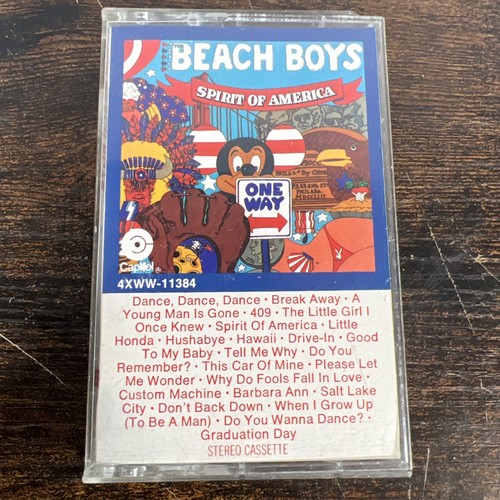 THE
BEACH BOYS
SPIRIT OF AMERICA
ONE
WAY
Capitol®
4XWW-11384
Dance, Dance, Dance • Break Away • A
Young Man Is Gone • 409 • The Little Girl I
Once Knew • Spirit Of America • Little
Honda • Hushabye • Hawaii • Drive-In • Good
To My Baby • Tell Me Why • Do You
Remember? • This Car Of Mine • Please Let
Me Wonder • Why Do Fools Fall In Love •
Custom Machine • Barbara Ann • Salt Lake
City • Don't Back Down • When I Grow Up
(To Be A Man) • Do You Wanna Dance? •
Graduation Day
STEREO CASSETTE